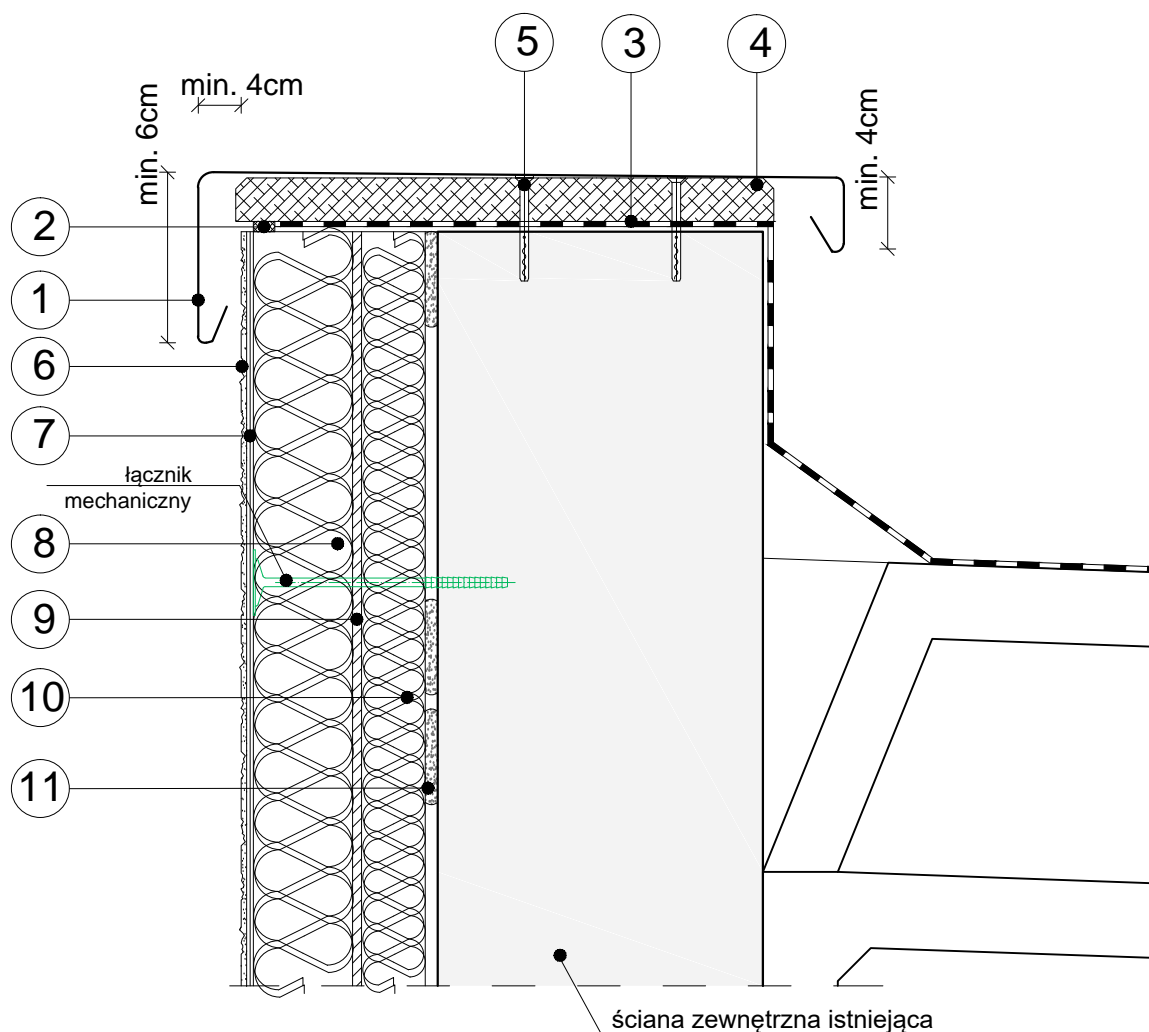 5
3
4
min. 4cm
min. 6cm
min. 4cm
2
1
6
7
łącznik
mechaniczny
8
9
10
11
ściana zewnętrzna istniejąca